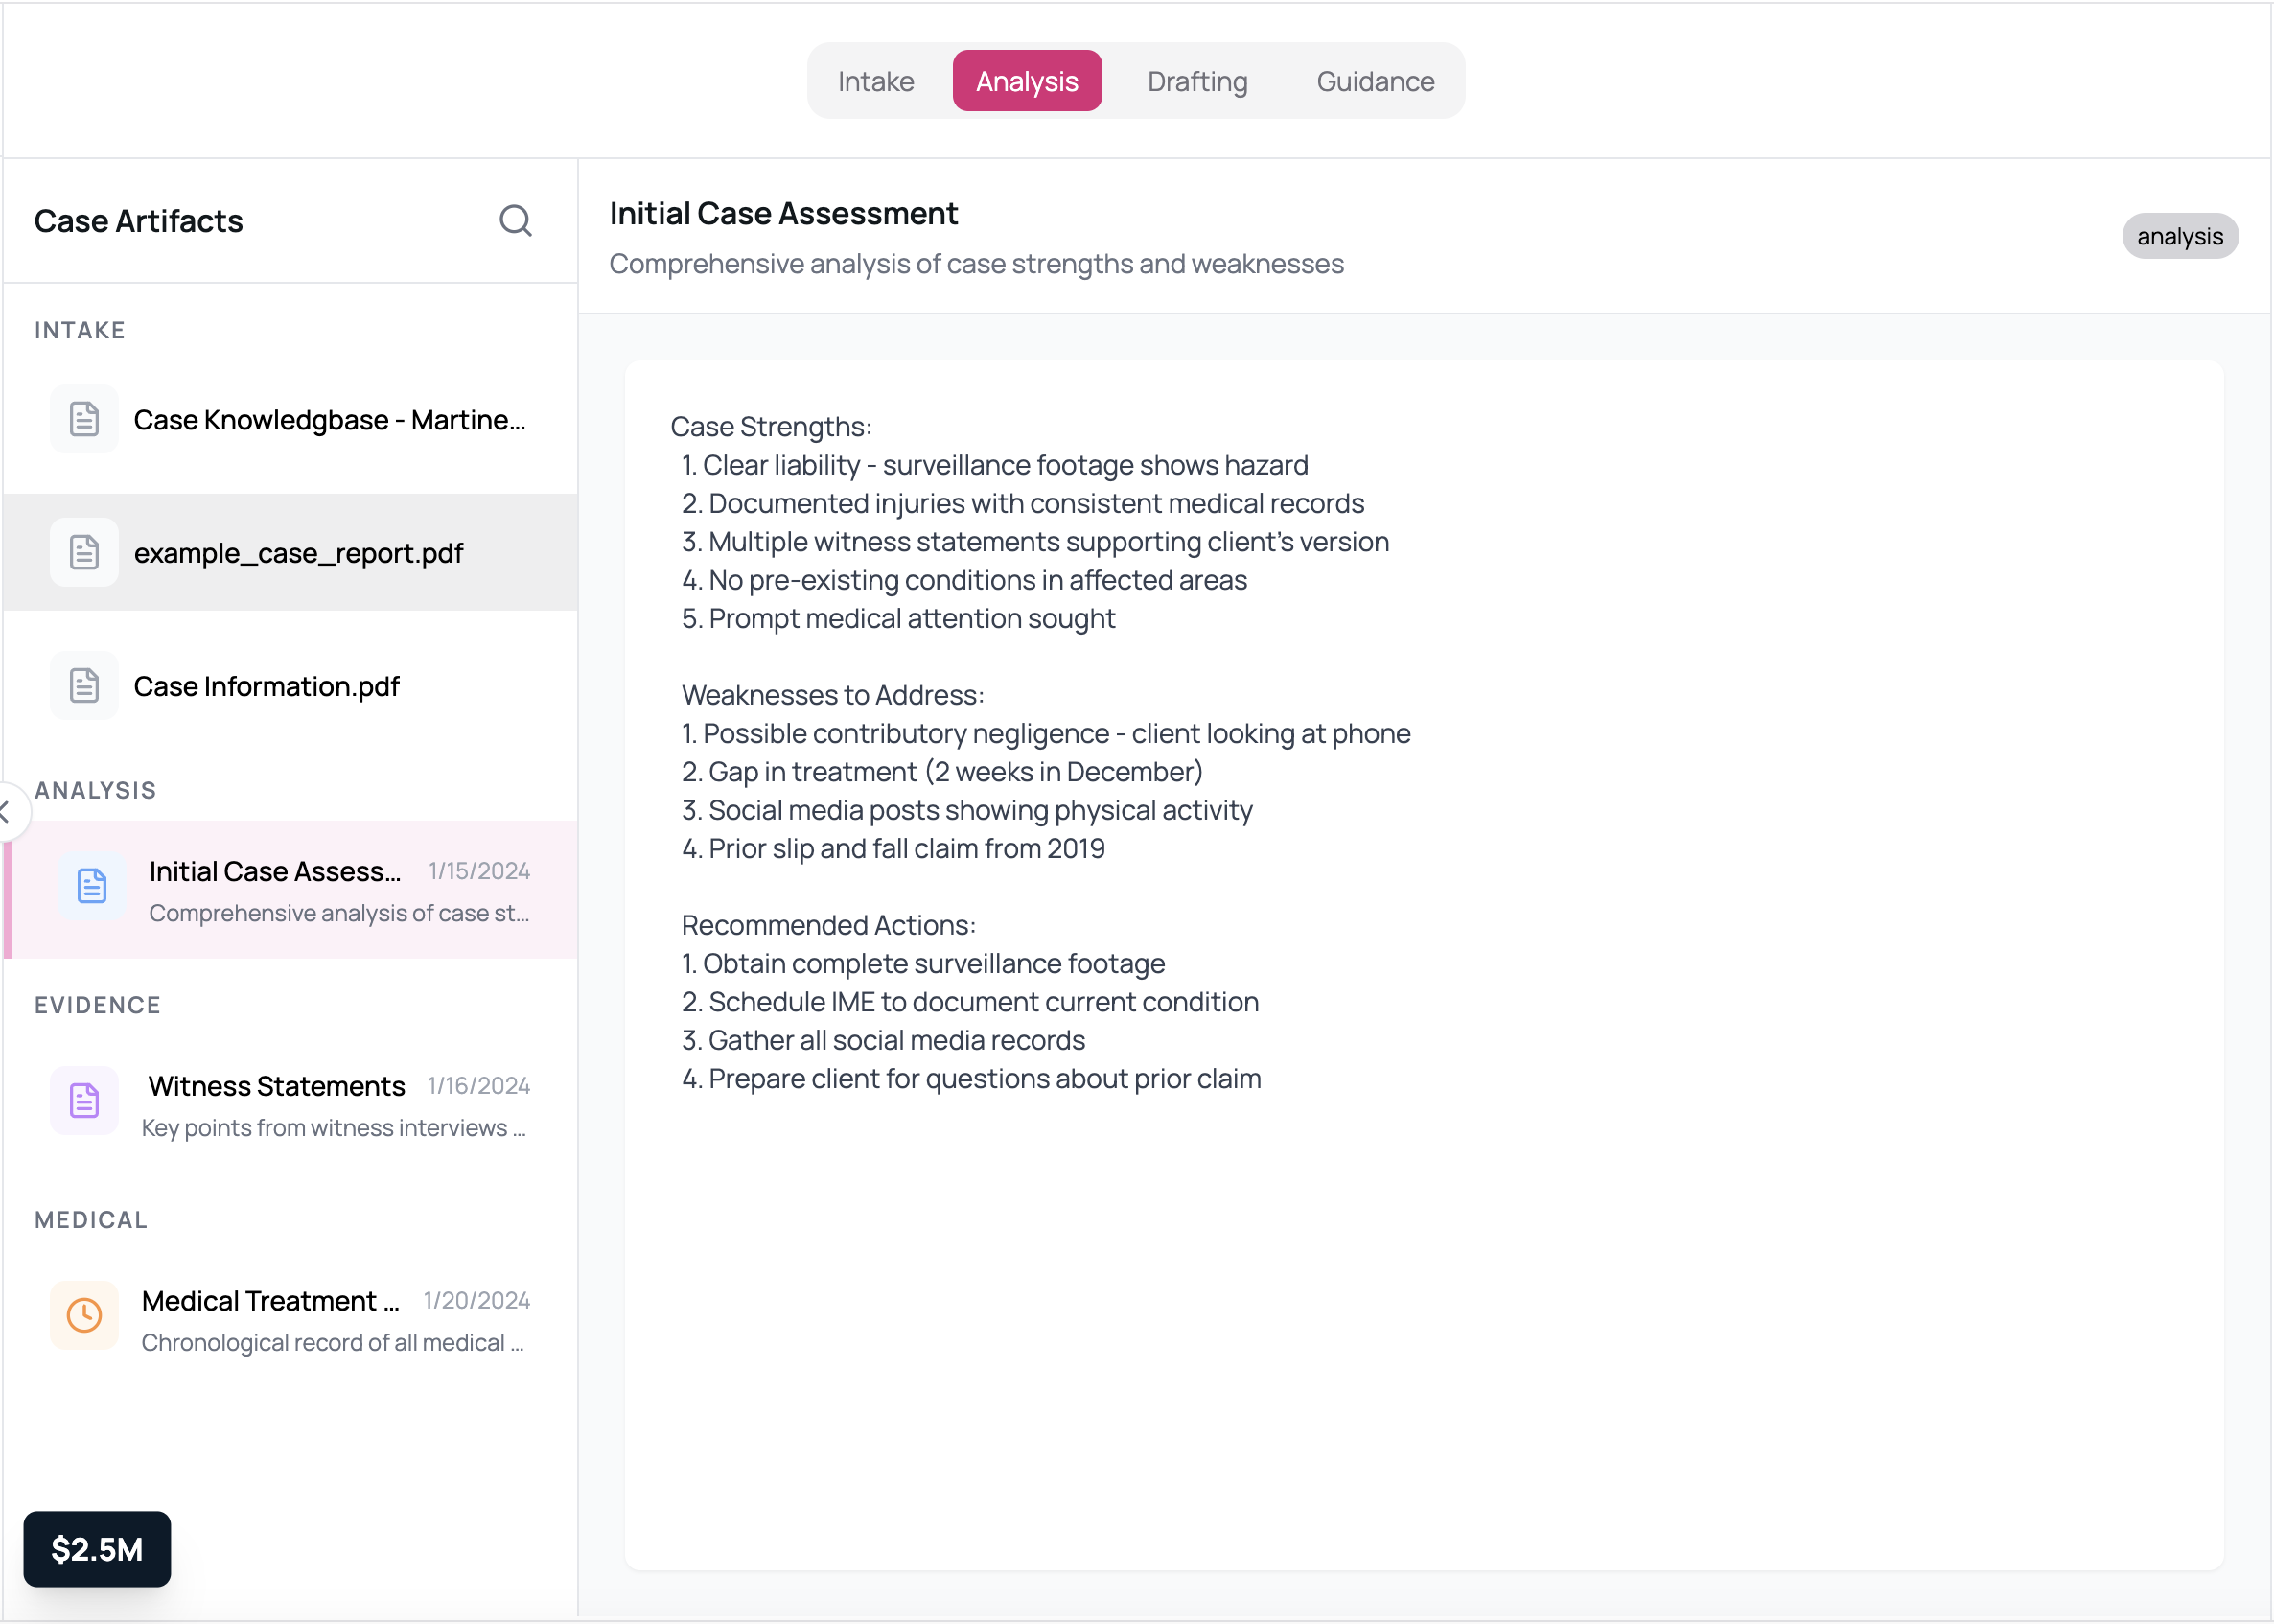 Intake
Analysis
Drafting
Guidance
Case Artifacts
INTAKE
Case Knowledgbase - Martine...
example_case_report.pdf
Case Information.pdf
ANALYSIS
Initial Case Assess... 1/15/2024
Comprehensive analysis of case st...
EVIDENCE
Witness Statements 1/16/2024
Key points from witness interviews ...
MEDICAL
Medical Treatment ... 1/20/2024
Chronological record of all medical ...
$2.5M
Initial Case Assessment
Comprehensive analysis of case strengths and weaknesses
analysis
Case Strengths:
1. Clear liability - surveillance footage shows hazard
2. Documented injuries with consistent medical records
3. Multiple witness statements supporting client's version
4. No pre-existing conditions in affected areas
5. Prompt medical attention sought
Weaknesses to Address:
1. Possible contributory negligence - client looking at phone
2. Gap in treatment (2 weeks in December)
3. Social media posts showing physical activity
4. Prior slip and fall claim from 2019
Recommended Actions:
1. Obtain complete surveillance footage
2. Schedule IME to document current condition
3. Gather all social media records
4. Prepare client for questions about prior claim